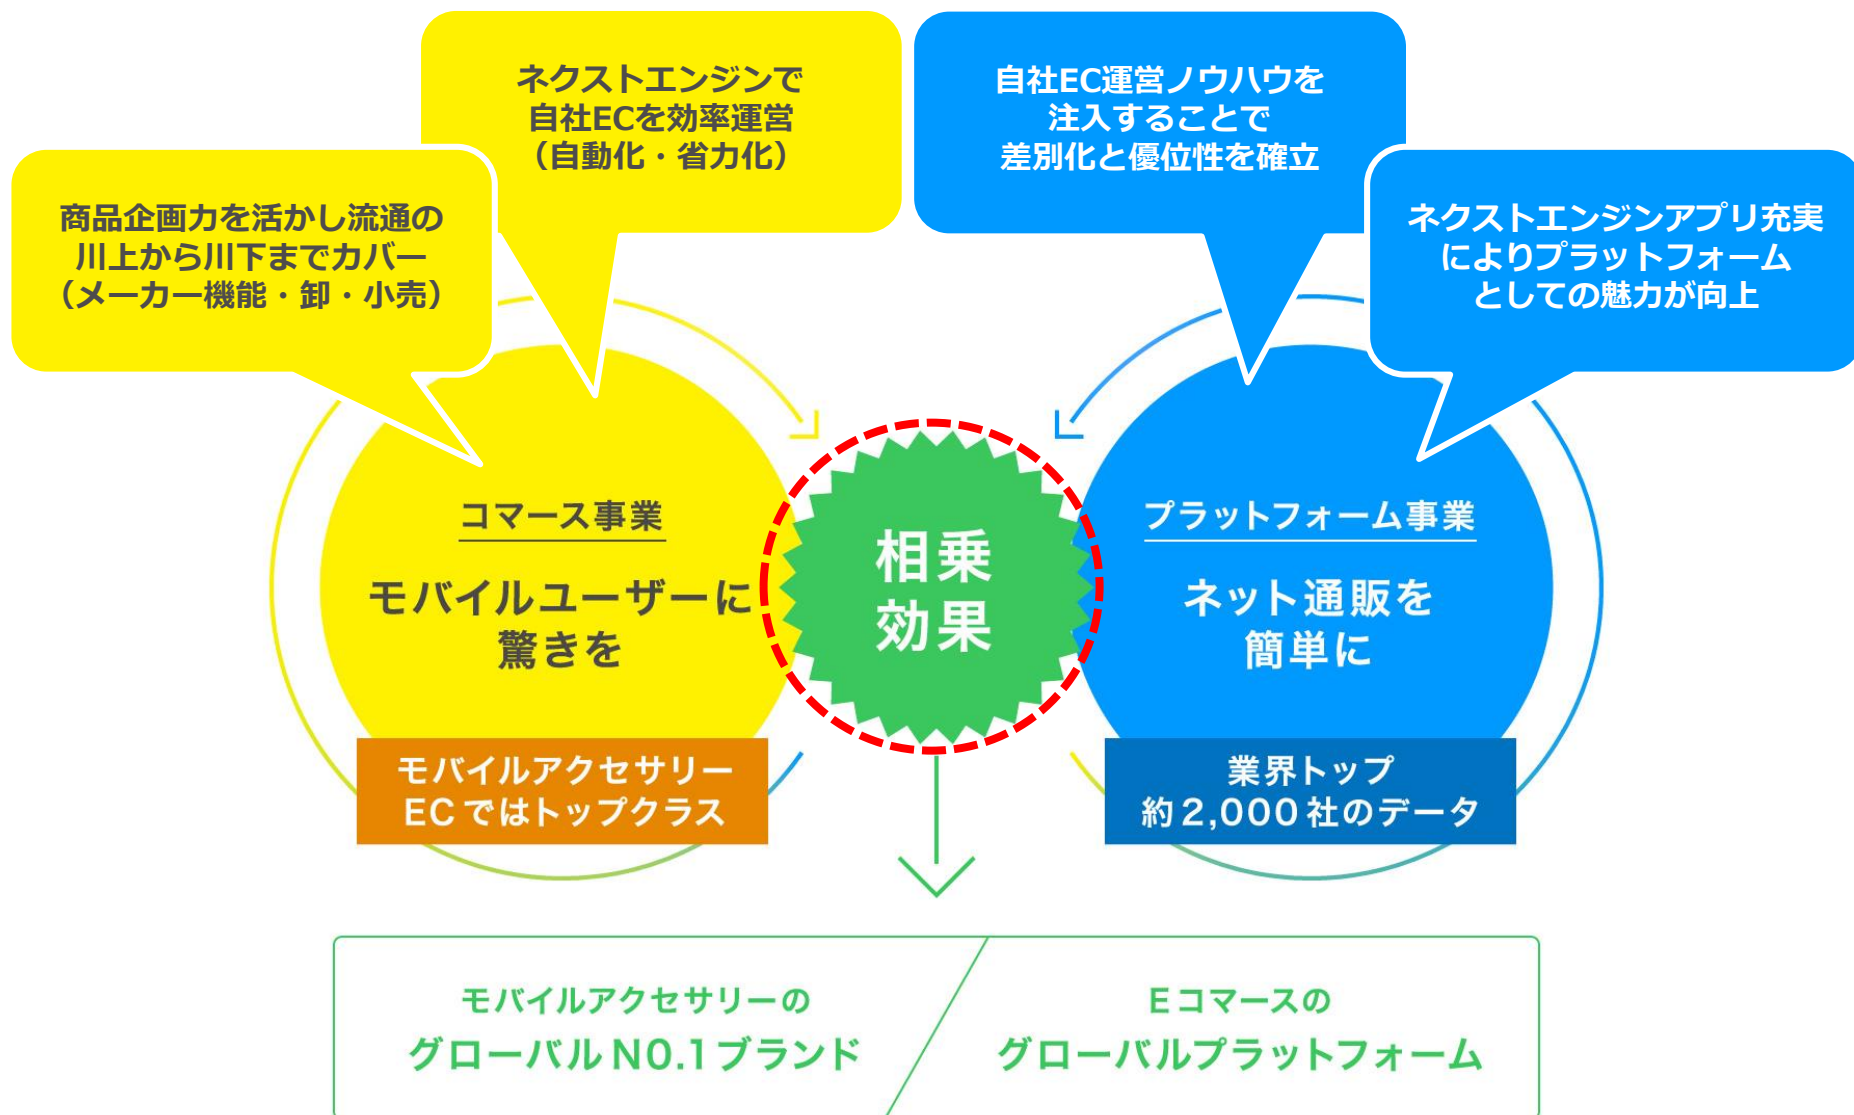 ネクストエンジンで
自社ECを効率運営
（自動化・省力化）
自社EC運営ノウハウを
注入することで
差別化と優位性を確立
商品企画力を活かし流通の
川上から川下までカバー
（メーカー機能・卸・小売）
ネクストエンジンアプリ充実
によりプラットフォーム
としての魅力が向上
コマース事業
モバイルユーザーに
驚きを
モバイルアクセサリー
ECではトップクラス
相乗
効果
プラットフォーム事業
ネット通販を
簡単に
業界トップ
約2,000社のデータ
モバイルアクセサリーの
グローバルNO.1ブランド
Eコマースの
グローバルプラットフォーム